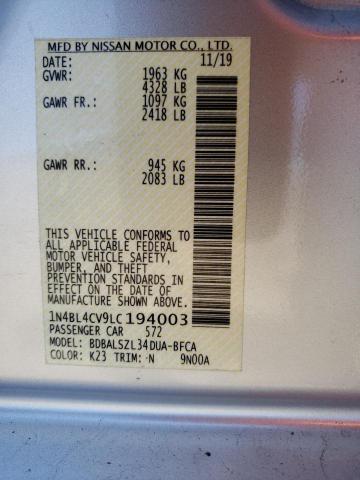 MFD BY NISSAN MOTOR CO., LTD.
DATE: 11/19
GVWR: 1963 KG
4328 LB
GAWR FR.: 1097 KG
2418 LB
GAWR RR.: 945 KG
2083 LB
THIS VEHICLE CONFORMS TO
ALL APPLICABLE FEDERAL
MOTOR VEHICLE SAFETY,
BUMPER, AND THEFT
PREVENTION STANDARDS
IN EFFECT ON THE DATE OF
MANUFACTURE SHOWN ABOVE.
1N4BL4CV9LC194003
PASSENGER CAR 572
MODEL: BDBALSZL34DUA-BFCA
COLOR: K23 TRIM: N 9N00A